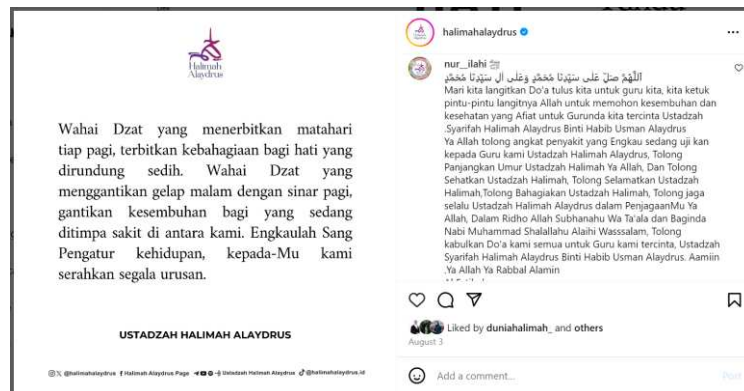 Halimah
Alaydrus
Wahai Dzat yang menerbitkan matahari
tiap pagi, terbitkan kebahagiaan bagi hati yang
dirundung sedih. Wahai Dzat yang
menggantikan gelap malam dengan sinar pagi,
gantikan kesembuhan bagi yang sedang
ditimpa sakit di antara kami. Engkaulah Sang
Pengatur kehidupan, kepada-Mu kami
serahkan segala urusan.
USTADZAH HALIMAH ALAYDRUS
@halimahalaydrus Halimah Alaydrus Page Ustadzah Halimah Alaydrus @halimahalaydrus.id
halimahalaydrus
nur__ilahi
اَللّٰهُمَّ صَلِّ عَلَى سَيِّدِنَا مُحَمَّدٍ وَعَلَى اٰلِ سَيِّدِنَا مُحَمَّدٍ
Mari kita langitkan Do'a tulus kita untuk guru kita, kita ketuk
pintu-pintu langitnya Allah untuk memohon kesembuhan dan
kesehatan yang Afiat untuk Gurunda kita tercinta Ustadzah
.Syarifah Halimah Alaydrus Binti Habib Usman Alaydrus
Ya Allah tolong angkat penyakit yang Engkau sedang uji kan
kepada Guru kami Ustadzah Halimah Alaydrus, Tolong
Panjangkan Umur Ustadzah Halimah Ya Allah, Dan Tolong
Sehatkan Ustadzah Halimah, Tolong Selamatkan Ustadzah
Halimah,Tolong Bahagiakan Ustadzah Halimah, Tolong jaga
selalu Ustadzah Halimah Alaydrus dalam PenjagaanMu Ya
Allah, Dalam Ridho Allah Subhanahu Wa Ta'ala dan Baginda
Nabi Muhammad Shalallahu Alaihi Wasssalam, Tolong
kabulkan Do'a kami semua untuk Guru kami tercinta, Ustadzah
Syarifah Halimah Alaydrus Binti Habib Usman Alaydrus. Aamiin
.Ya Allah Ya Rabbal Alamin
Liked by duniahalimah_ and others
August 3
Add a comment...
Post